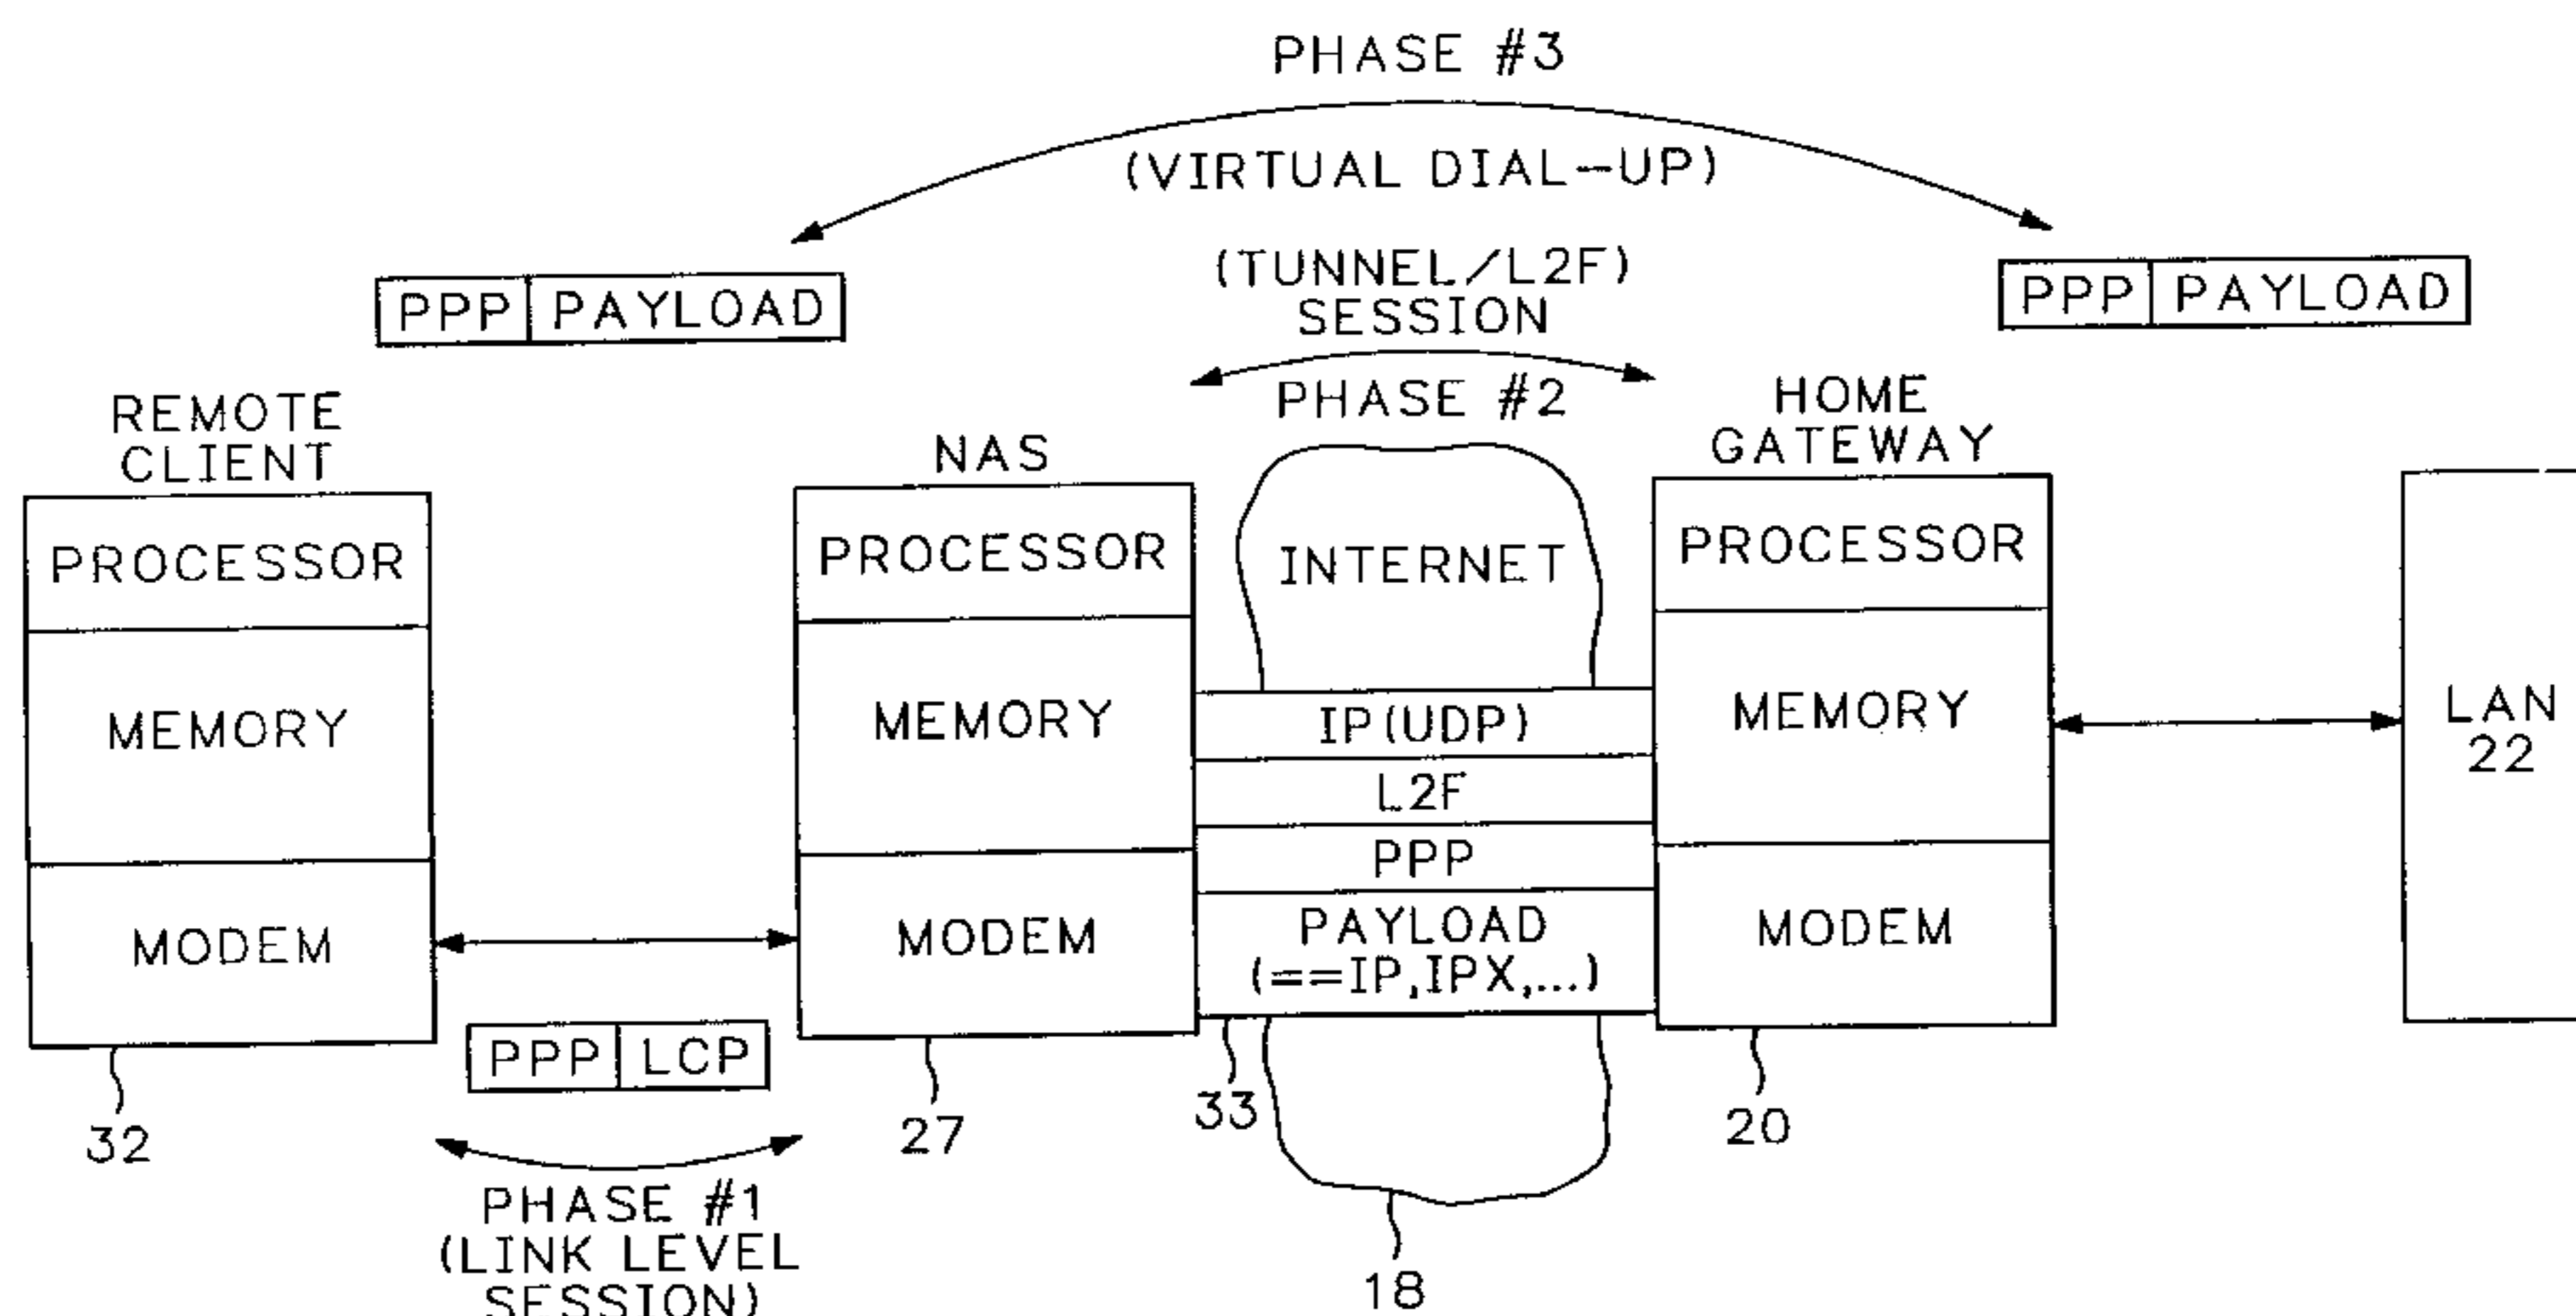 PHASE #3
(VIRTUAL DIAL-UP)
(TUNNEL/L2F)
SESSION
PHASE #2
PPP PAYLOAD
PPP PAYLOAD
REMOTE
CLIENT
PROCESSOR
MEMORY
MODEM
32
PPP LCP
PHASE #1
(LINK LEVEL
SESSION)
NAS
PROCESSOR
MEMORY
MODEM
27
INTERNET
IP(UDP)
L2F
PPP
PAYLOAD
(==IP,IPX,...)
33
18
HOME
GATEWAY
PROCESSOR
MEMORY
MODEM
20
LAN
22